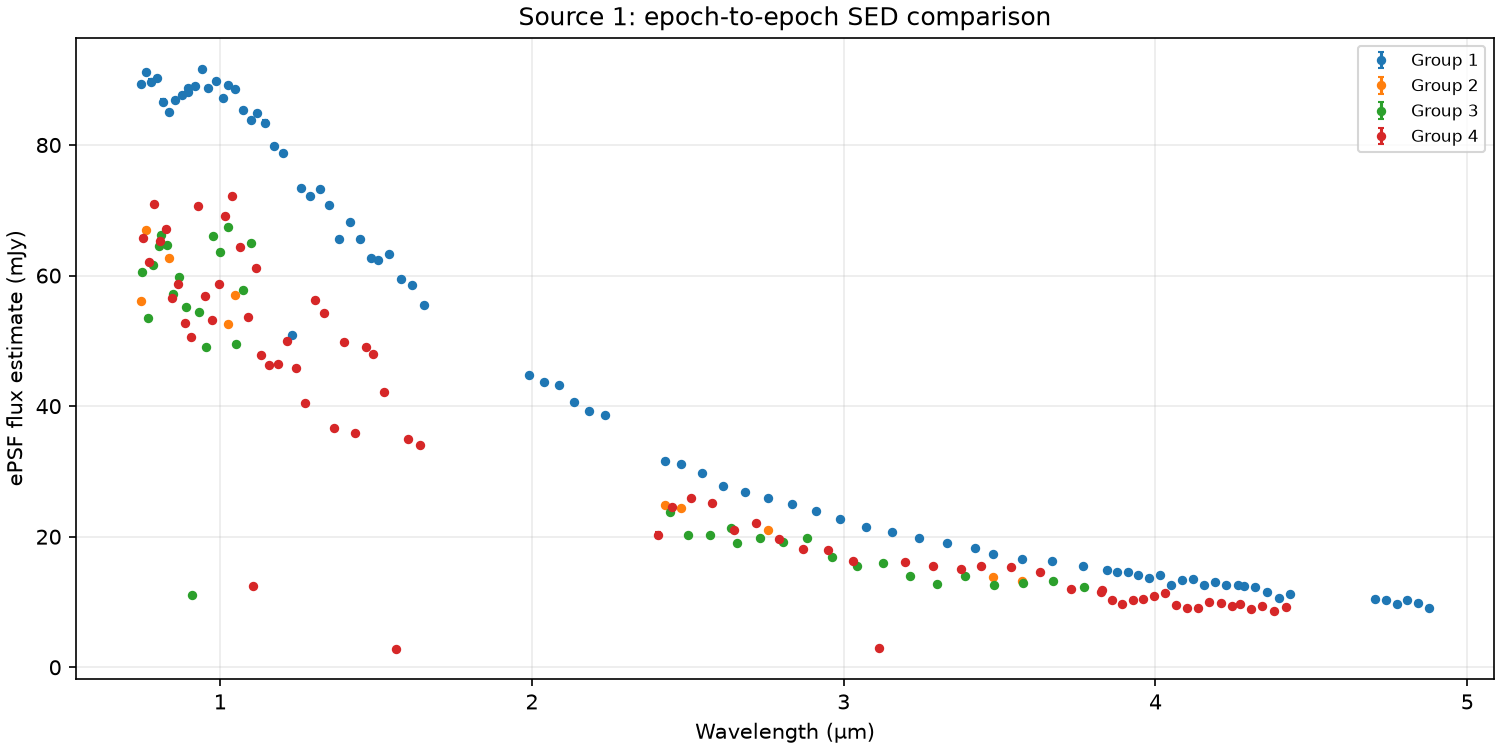 Source 1: epoch-to-epoch SED comparison
ePSF flux estimate (mJy)
80
60
40
20
0
1
2
3
4
5
Wavelength (µm)
Group 1
Group 2
Group 3
Group 4